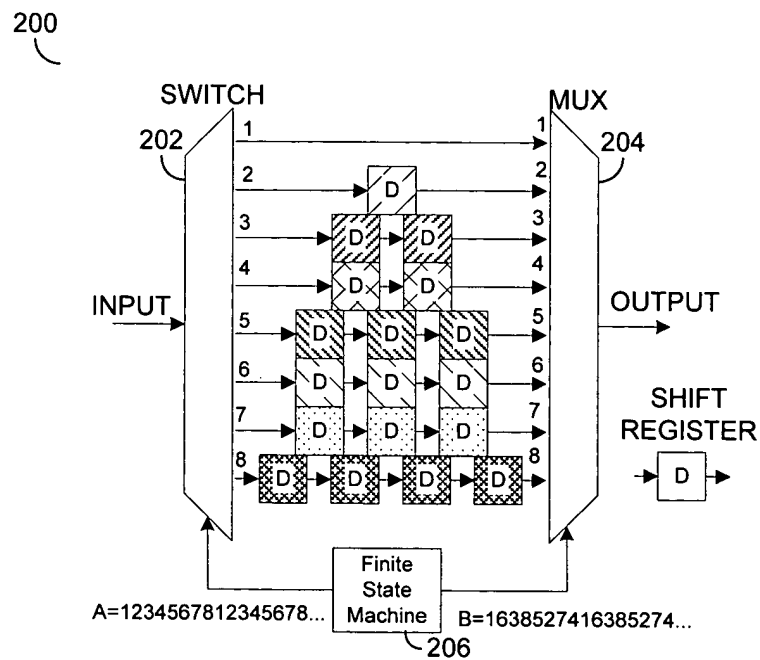 200
SWITCH
MUX
202
204
1 1
2 D 2
3 D D 3
4 D D 4
INPUT
OUTPUT
5 D D D 5
6 D D D 6
7 D D D 7
8 D D D D 8
SHIFT
REGISTER
D
Finite
State
Machine
A=1234567812345678...
B=1638527416385274...
206